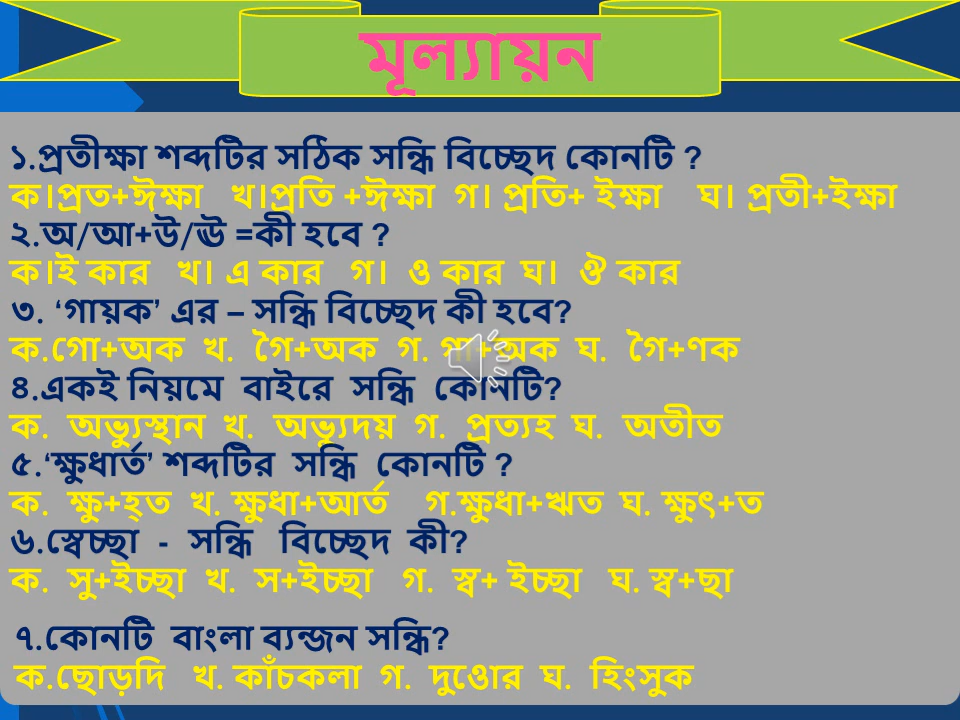 মূল্যায়ন
১.প্রতীক্ষা শব্দটির সঠিক সন্ধি বিচ্ছেদ কোনটি ?
ক।প্রত+ঈক্ষা খ।প্রতি +ঈক্ষা গ। প্রতি+ ইক্ষা ঘ। প্রতী+ইক্ষা
২.অ/আ+উ/ঊ =কী হবে ?
ক।ই কার খ। এ কার গ। ও কার ঘ। ঔ কার
৩. ‘গায়ক’ এর – সন্ধি বিচ্ছেদ কী হবে?
ক.গো+অক খ. গৈ+অক গ. গা+অক ঘ. গৈ+ণক
৪.একই নিয়মে বাইরে সন্ধি কোনটি?
ক. অভ্যুস্থান খ. অভ্যূদয় গ. প্রত্যহ ঘ. অতীত
৫.‘ক্ষুধার্ত’ শব্দটির সন্ধি কোনটি ?
ক. ক্ষু+হ্ত খ. ক্ষুধা+আর্ত গ.ক্ষুধা+ঋত ঘ. ক্ষুৎ+ত
৬.স্বেচ্ছা - সন্ধি বিচ্ছেদ কী?
ক. সু+ইচ্ছা খ. স+ইচ্ছা গ. স্ব+ ইচ্ছা ঘ. স্ব+ছা
৭.কোনটি বাংলা ব্যন্জন সন্ধি?
ক.ছোড়দি খ. কাঁচকলা গ. দুত্তোর ঘ. হিংসুক